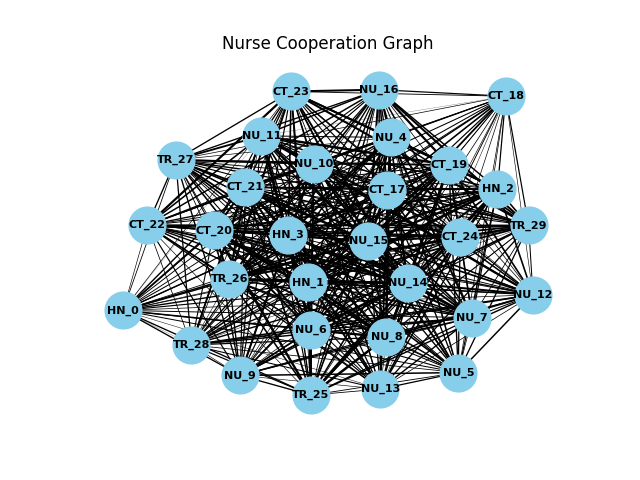 Nurse Cooperation Graph
CT_23
NU_16
CT_18
NU_11
NU_4
TR_27
NU_10
CT_19
CT_21
CT_17
HN_2
CT_22
CT_20
HN_3
NU_15
CT_24
TR_29
TR_26
HN_1
NU_14
NU_12
HN_0
NU_6
NU_7
TR_28
NU_8
NU_9
NU_5
TR_25
NU_13